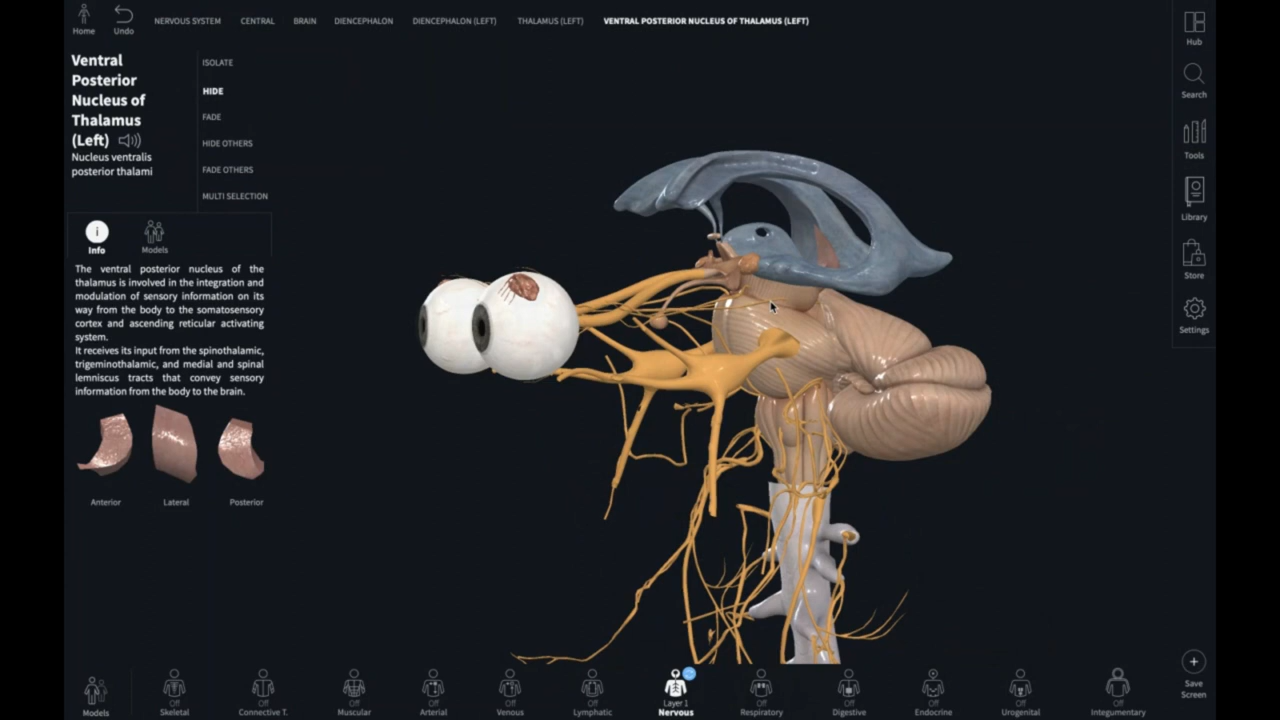 Home
Undo
NERVOUS SYSTEM
CENTRAL
BRAIN
DIENCEPHALON
DIENCEPHALON (LEFT)
THALAMUS (LEFT)
VENTRAL POSTERIOR NUCLEUS OF THALAMUS (LEFT)
Ventral
Posterior
Nucleus of
Thalamus
(Left)
Nucleus ventralis
posterior thalami
ISOLATE
HIDE
FADE
HIDE OTHERS
FADE OTHERS
MULTI SELECTION
i
Info
Models
The ventral posterior nucleus of the
thalamus is involved in the integration and
modulation of sensory information on its
way from the body to the somatosensory
cortex and ascending reticular activating
system.
It receives its input from the spinothalamic,
trigeminothalamic, and medial and spinal
lemniscus tracts that convey sensory
information from the body to the brain.
Anterior
Lateral
Posterior
Hub
Search
Tools
Library
Store
Settings
Save
Screen
Models
Off
Skeletal
Off
Connective T.
Off
Muscular
Off
Arterial
Off
Venous
Off
Lymphatic
Layer 1
Nervous
Off
Respiratory
Off
Digestive
Off
Endocrine
Off
Urogenital
Off
Integumentary